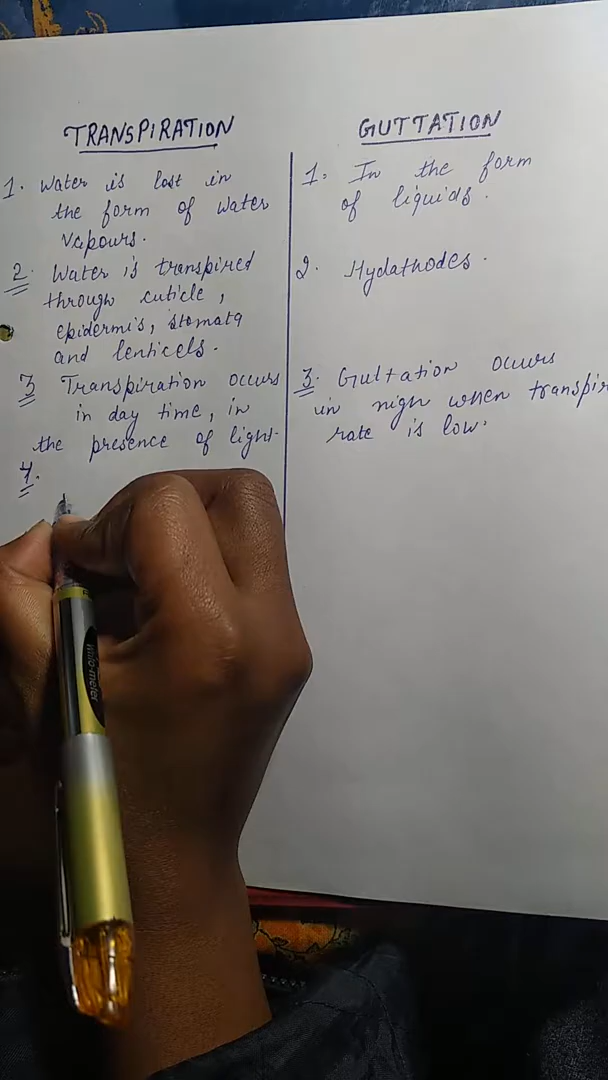 TRANSPIRATION
1. Water is lost in
the form of water
vapours.
2. Water is transpired
through cuticle,
epidermis, stomata
and lenticels.
3 Transpiration occurs
in day time, in
the presence of light.
4.
GUTTATION
1. In the form
of liquids.
2. Hydathodes.
3. Guttation occurs
in nigh when transpir
rate is low.